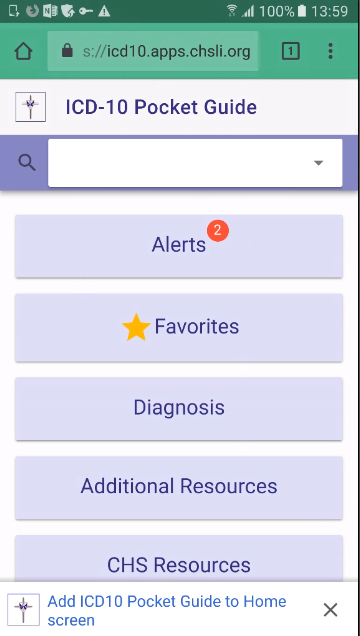 100% 13:59
s://icd10.apps.chsli.org 1
ICD-10 Pocket Guide
Alerts 2
Favorites
Diagnosis
Additional Resources
CHS Resources
Add ICD10 Pocket Guide to Home
screen